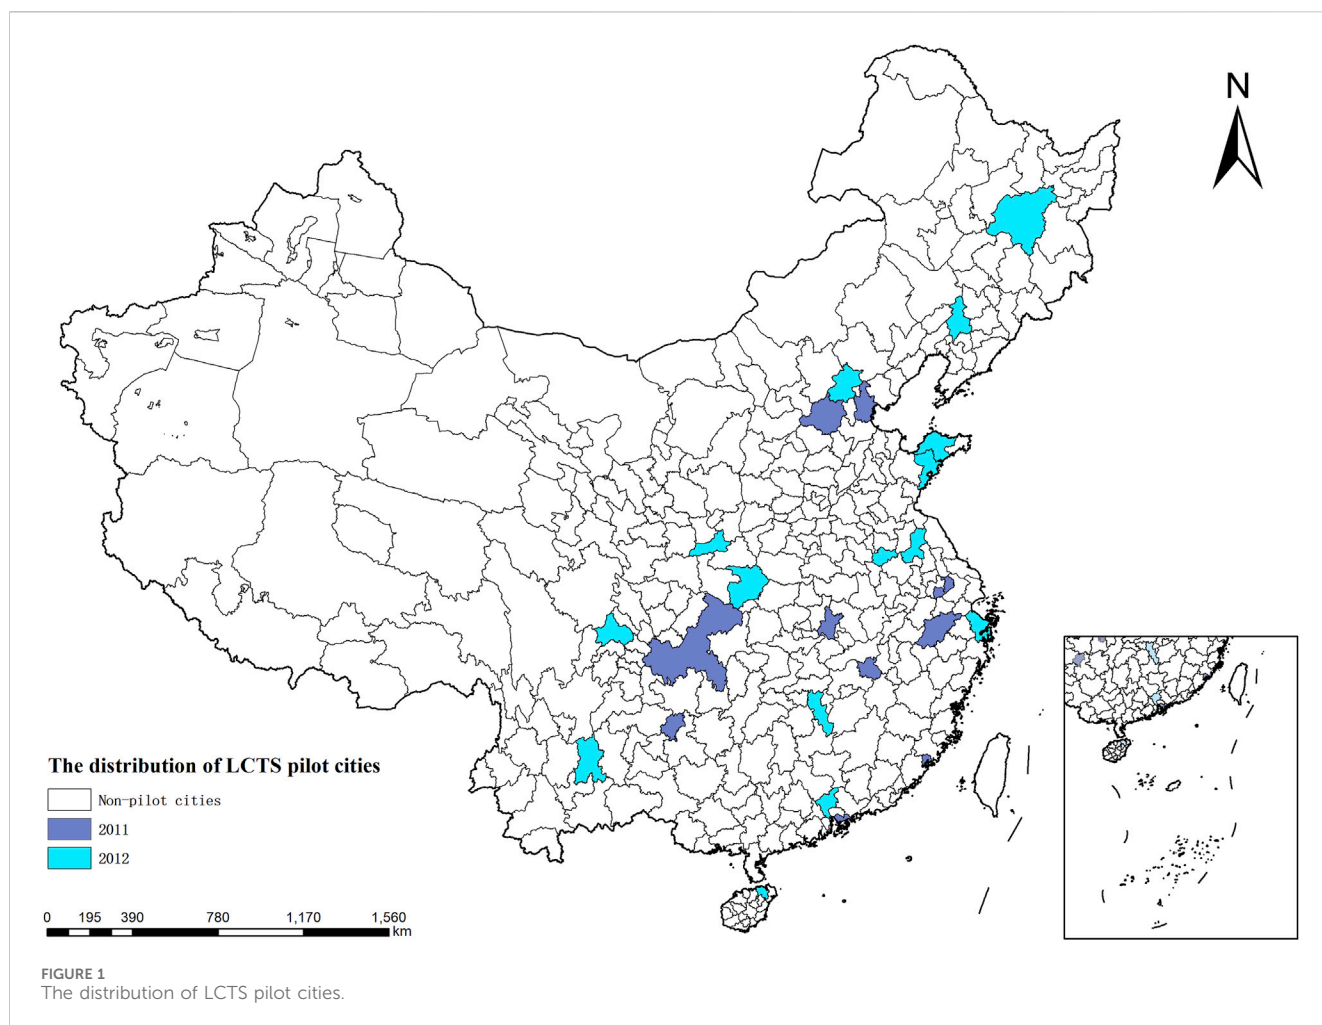 N
The distribution of LCTS pilot cities
Non-pilot cities
2011
2012
0 195 390 780 1,170 1,560
km
FIGURE 1
The distribution of LCTS pilot cities.